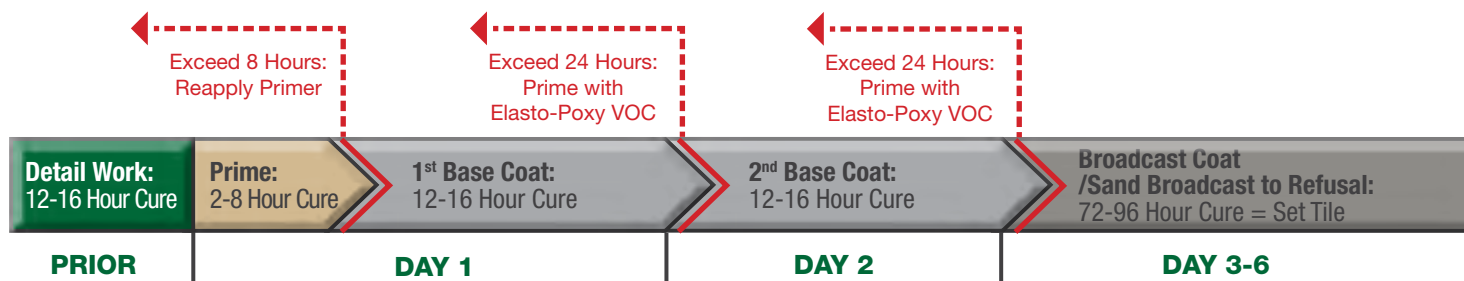 Exceed 8 Hours:
Reapply Primer
Exceed 24 Hours:
Prime with
Elasto-Poxy VOC
Exceed 24 Hours:
Prime with
Elasto-Poxy VOC
Detail Work:
12-16 Hour Cure
Prime:
2-8 Hour Cure
1st Base Coat:
12-16 Hour Cure
2nd Base Coat:
12-16 Hour Cure
Broadcast Coat
/Sand Broadcast to Refusal:
72-96 Hour Cure = Set Tile
PRIOR
DAY 1
DAY 2
DAY 3-6